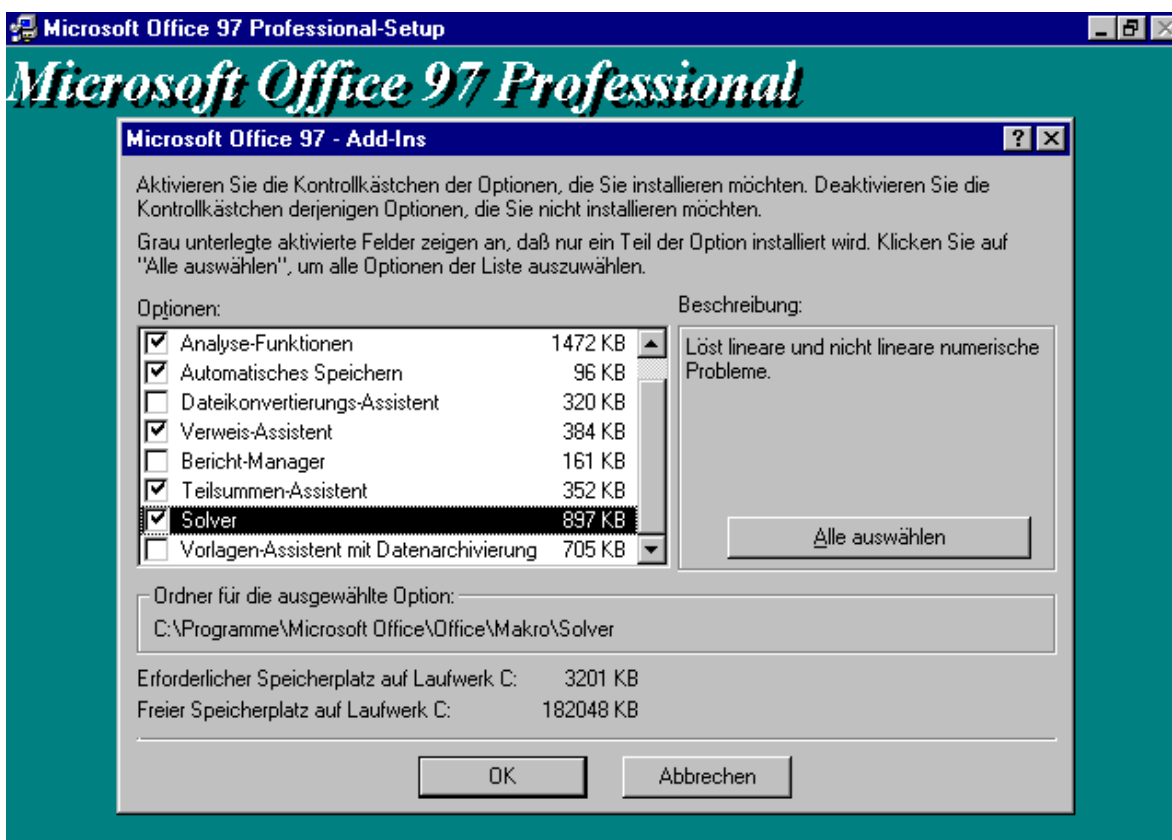 Microsoft Office 97 Professional-Setup
Microsoft Office 97 Professional
Microsoft Office 97 - Add-Ins
Aktivieren Sie die Kontrollkästchen der Optionen, die Sie installieren möchten. Deaktivieren Sie die
Kontrollkästchen derjenigen Optionen, die Sie nicht installieren möchten.
Grau unterlegte aktivierte Felder zeigen an, daß nur ein Teil der Option installiert wird. Klicken Sie auf
"Alle auswählen", um alle Optionen der Liste auszuwählen.
Optionen:
Analyse-Funktionen 1472 KB
Automatisches Speichern 96 KB
Dateikonvertierungs-Assistent 320 KB
Verweis-Assistent 384 KB
Bericht-Manager 161 KB
Teilsummen-Assistent 352 KB
Solver 897 KB
Vorlagen-Assistent mit Datenarchivierung 705 KB
Beschreibung:
Löst lineare und nicht lineare numerische
Probleme.
Alle auswählen
Ordner für die ausgewählte Option:
C:\Programme\Microsoft Office\Office\Makro\Solver
Erforderlicher Speicherplatz auf Laufwerk C: 3201 KB
Freier Speicherplatz auf Laufwerk C: 182048 KB
OK Abbrechen